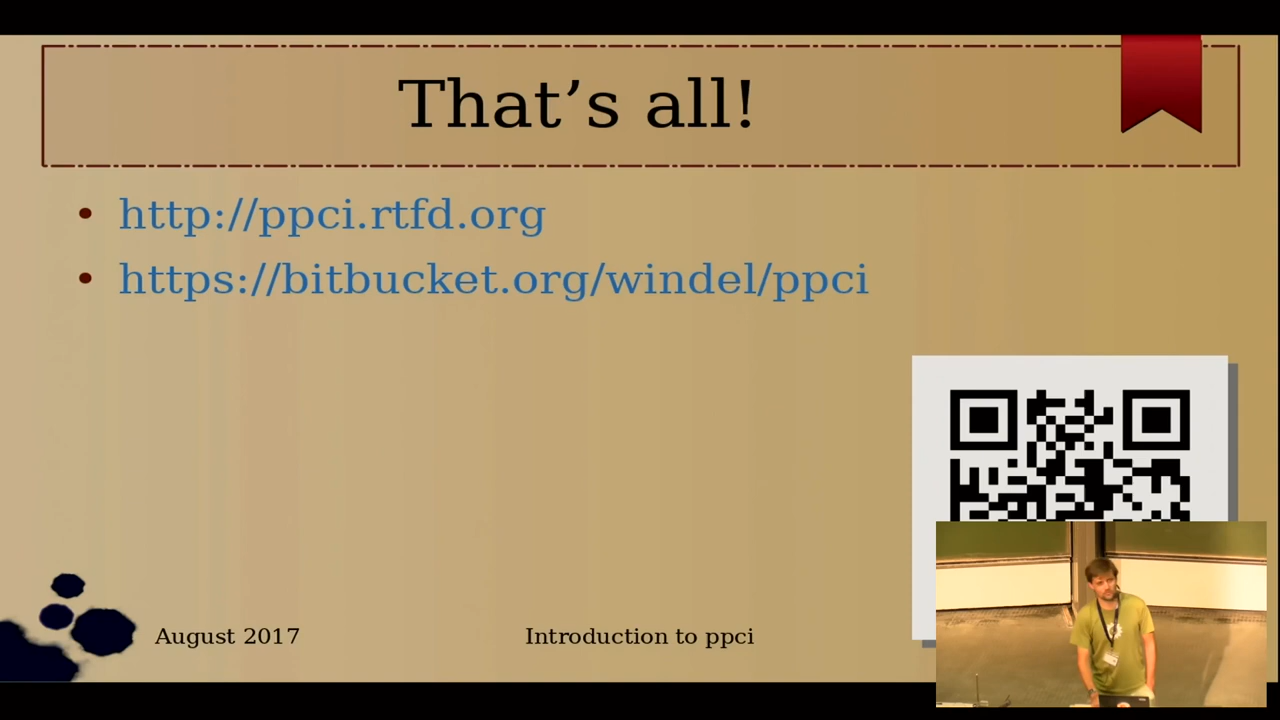 That’s all!
http://ppci.rtfd.org
https://bitbucket.org/windel/ppci
August 2017
Introduction to ppci